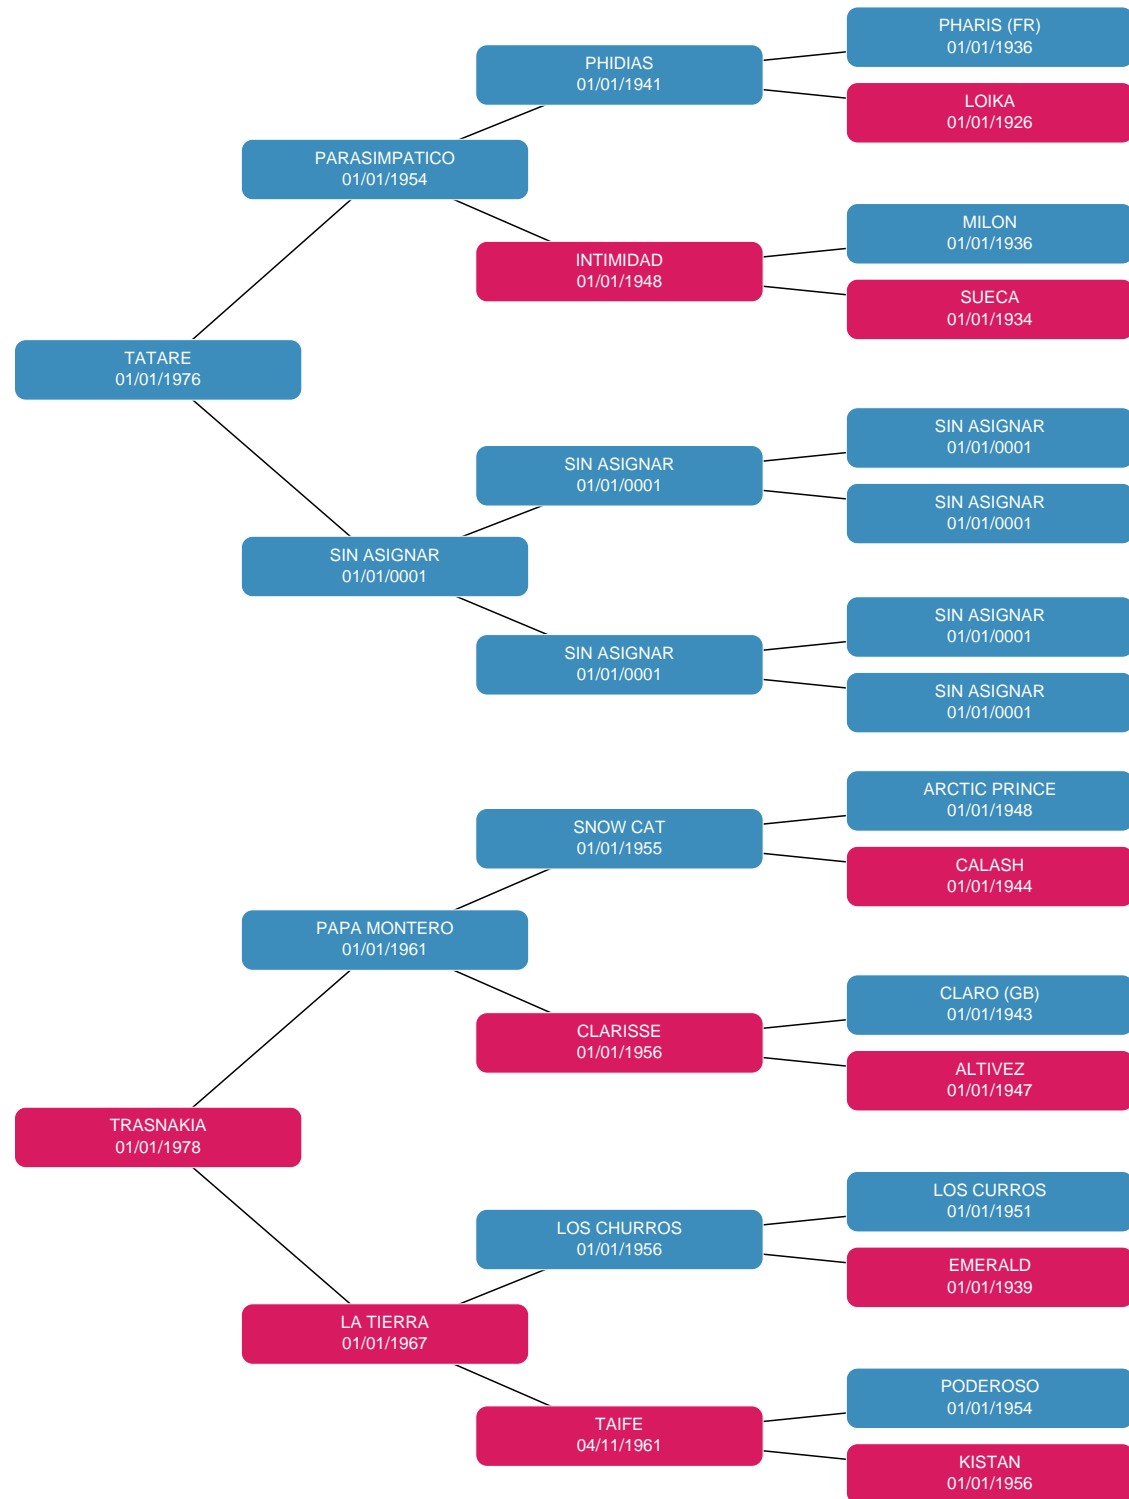 PHARIS (FR)
01/01/1936
PHIDIAS
01/01/1941
LOIKA
01/01/1926
PARASIMPATICO
01/01/1954
MILON
01/01/1936
INTIMIDAD
01/01/1948
SUECA
01/01/1934
TATARE
01/01/1976
SIN ASIGNAR
01/01/0001
SIN ASIGNAR
01/01/0001
SIN ASIGNAR
01/01/0001
SIN ASIGNAR
01/01/0001
SIN ASIGNAR
01/01/0001
SIN ASIGNAR
01/01/0001
SIN ASIGNAR
01/01/0001
ARCTIC PRINCE
01/01/1948
SNOW CAT
01/01/1955
CALASH
01/01/1944
PAPA MONTERO
01/01/1961
CLARO (GB)
01/01/1943
CLARISSE
01/01/1956
ALTIVEZ
01/01/1947
TRASNAKIA
01/01/1978
LOS CURROS
01/01/1951
LOS CHURROS
01/01/1956
EMERALD
01/01/1939
LA TIERRA
01/01/1967
PODEROSO
01/01/1954
TAIFE
04/11/1961
KISTAN
01/01/1956